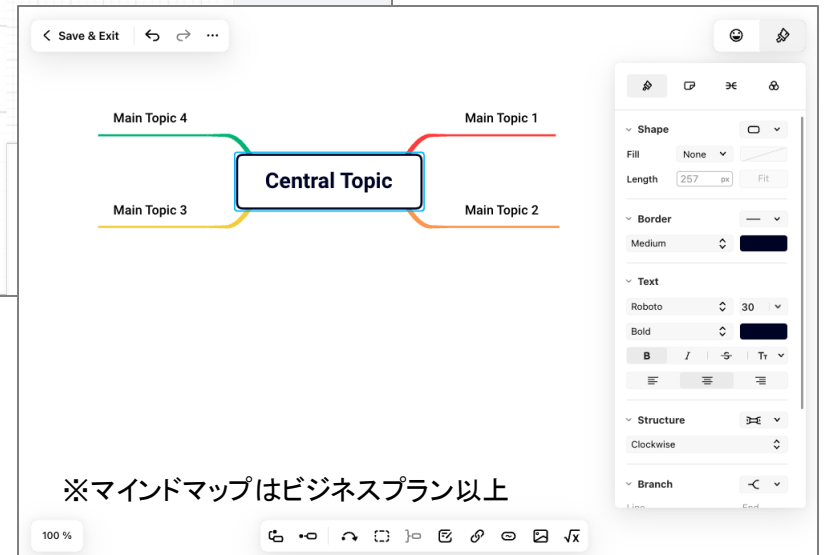 Save & Exit
Main Topic 4
Main Topic 1
Central Topic
Main Topic 3
Main Topic 2
Shape
Fill None
Length 257 px Fit
Border
Medium
Text
Roboto 30
Bold
B I S Tт
Structure
Clockwise
Branch
Line End
※マインドマップはビジネスプラン以上
100 %